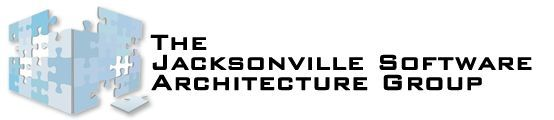 The
Jacksonville Software
Architecture Group